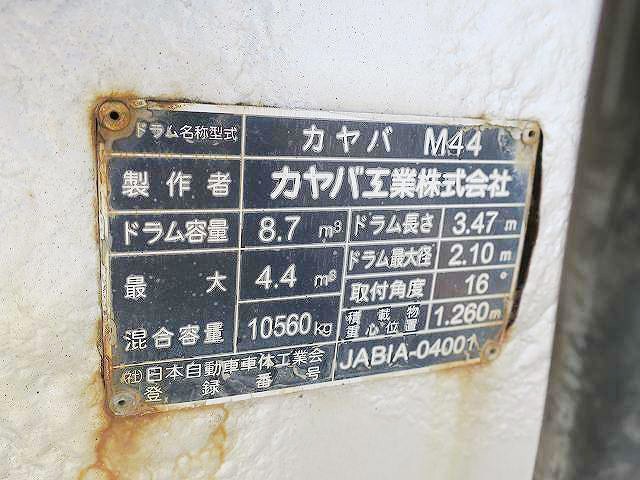 ドラム名称型式 カヤバ M44
製作者 カヤバ工業株式会社
ドラム容量 8.7 m³ ドラム長さ 3.47 m
最大 4.4 m³ ドラム最大径 2.10 m
取付角度 16°
混合容量 10560 kg 積載物重心位置 1.260 m
㈳日本自動車車体工業会
登録番号 JABIA-04001